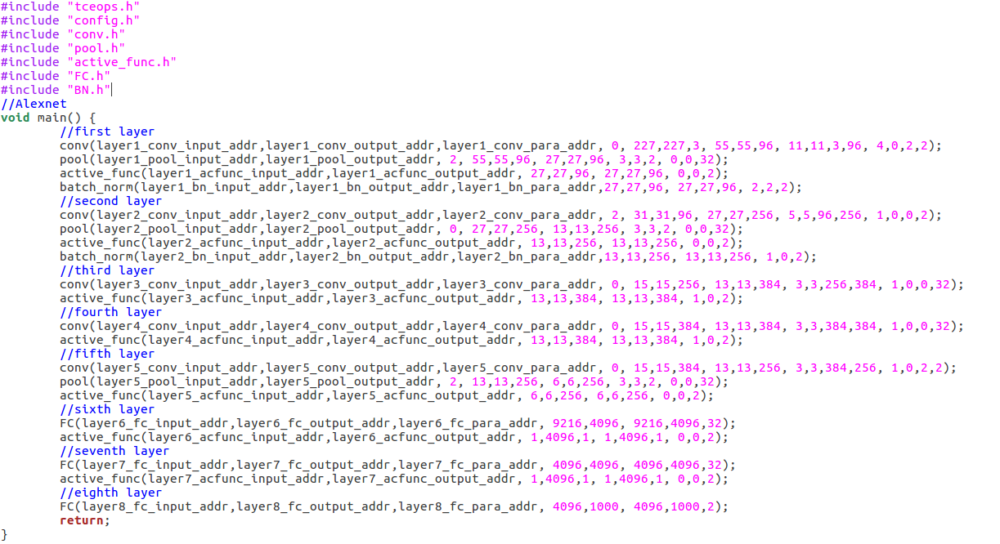 #include "tceops.h"
#include "config.h"
#include "conv.h"
#include "pool.h"
#include "active_func.h"
#include "FC.h"
#include "BN.h"
//Alexnet
void main() {
        //first layer
        conv(layer1_conv_input_addr,layer1_conv_output_addr,layer1_conv_para_addr, 0, 227,227,3, 55,55,96, 11,11,3,96, 4,0,2,2);
        pool(layer1_pool_input_addr,layer1_pool_output_addr, 2, 55,55,96, 27,27,96, 3,3,2, 0,0,32);
        active_func(layer1_acfunc_input_addr,layer1_acfunc_output_addr, 27,27,96, 27,27,96, 0,0,2);
        batch_norm(layer1_bn_input_addr,layer1_bn_output_addr,layer1_bn_para_addr,27,27,96, 27,27,96, 2,2,2);
        //second layer
        conv(layer2_conv_input_addr,layer2_conv_output_addr,layer2_conv_para_addr, 2, 31,31,96, 27,27,256, 5,5,96,256, 1,0,0,2);
        pool(layer2_pool_input_addr,layer2_pool_output_addr, 0, 27,27,256, 13,13,256, 3,3,2, 0,0,32);
        active_func(layer2_acfunc_input_addr,layer2_acfunc_output_addr, 13,13,256, 13,13,256, 0,0,2);
        batch_norm(layer2_bn_input_addr,layer2_bn_output_addr,layer2_bn_para_addr,13,13,256, 13,13,256, 1,0,2);
        //third layer
        conv(layer3_conv_input_addr,layer3_conv_output_addr,layer3_conv_para_addr, 0, 15,15,256, 13,13,384, 3,3,256,384, 1,0,0,32);
        active_func(layer3_acfunc_input_addr,layer3_acfunc_output_addr, 13,13,384, 13,13,384, 1,0,2);
        //fourth layer
        conv(layer4_conv_input_addr,layer4_conv_output_addr,layer4_conv_para_addr, 0, 15,15,384, 13,13,384, 3,3,384,384, 1,0,0,32);
        active_func(layer4_acfunc_input_addr,layer4_acfunc_output_addr, 13,13,384, 13,13,384, 1,0,2);
        //fifth layer
        conv(layer5_conv_input_addr,layer5_conv_output_addr,layer5_conv_para_addr, 0, 15,15,384, 13,13,256, 3,3,384,256, 1,0,2,2);
        pool(layer5_pool_input_addr,layer5_pool_output_addr, 2, 13,13,256, 6,6,256, 3,3,2, 0,0,32);
        active_func(layer5_acfunc_input_addr,layer5_acfunc_output_addr, 6,6,256, 6,6,256, 0,0,2);
        //sixth layer
        FC(layer6_fc_input_addr,layer6_fc_output_addr,layer6_fc_para_addr, 9216,4096, 9216,4096,32);
        active_func(layer6_acfunc_input_addr,layer6_acfunc_output_addr, 1,4096,1, 1,4096,1, 0,0,2);
        //seventh layer
        FC(layer7_fc_input_addr,layer7_fc_output_addr,layer7_fc_para_addr, 4096,4096, 4096,4096,32);
        active_func(layer7_acfunc_input_addr,layer7_acfunc_output_addr, 1,4096,1, 1,4096,1, 0,0,2);
        //eighth layer
        FC(layer8_fc_input_addr,layer8_fc_output_addr,layer8_fc_para_addr, 4096,1000, 4096,1000,2);
        return;
}